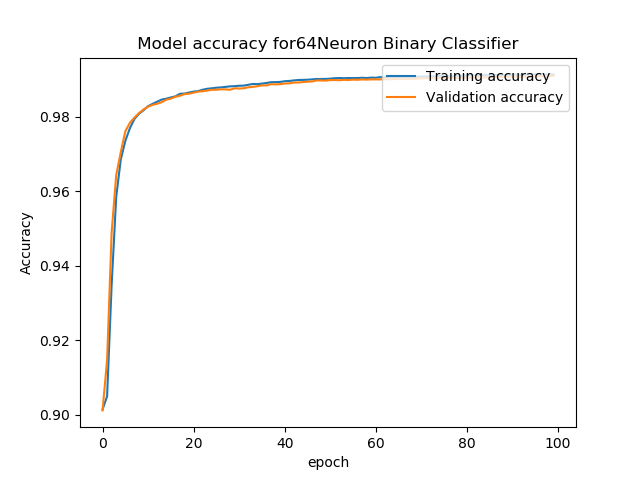 Model accuracy for64Neuron Binary Classifier
Training accuracy
Validation accuracy
0.98
0.96
0.94
0.92
0.90
Accuracy
0 20 40 60 80 100
epoch